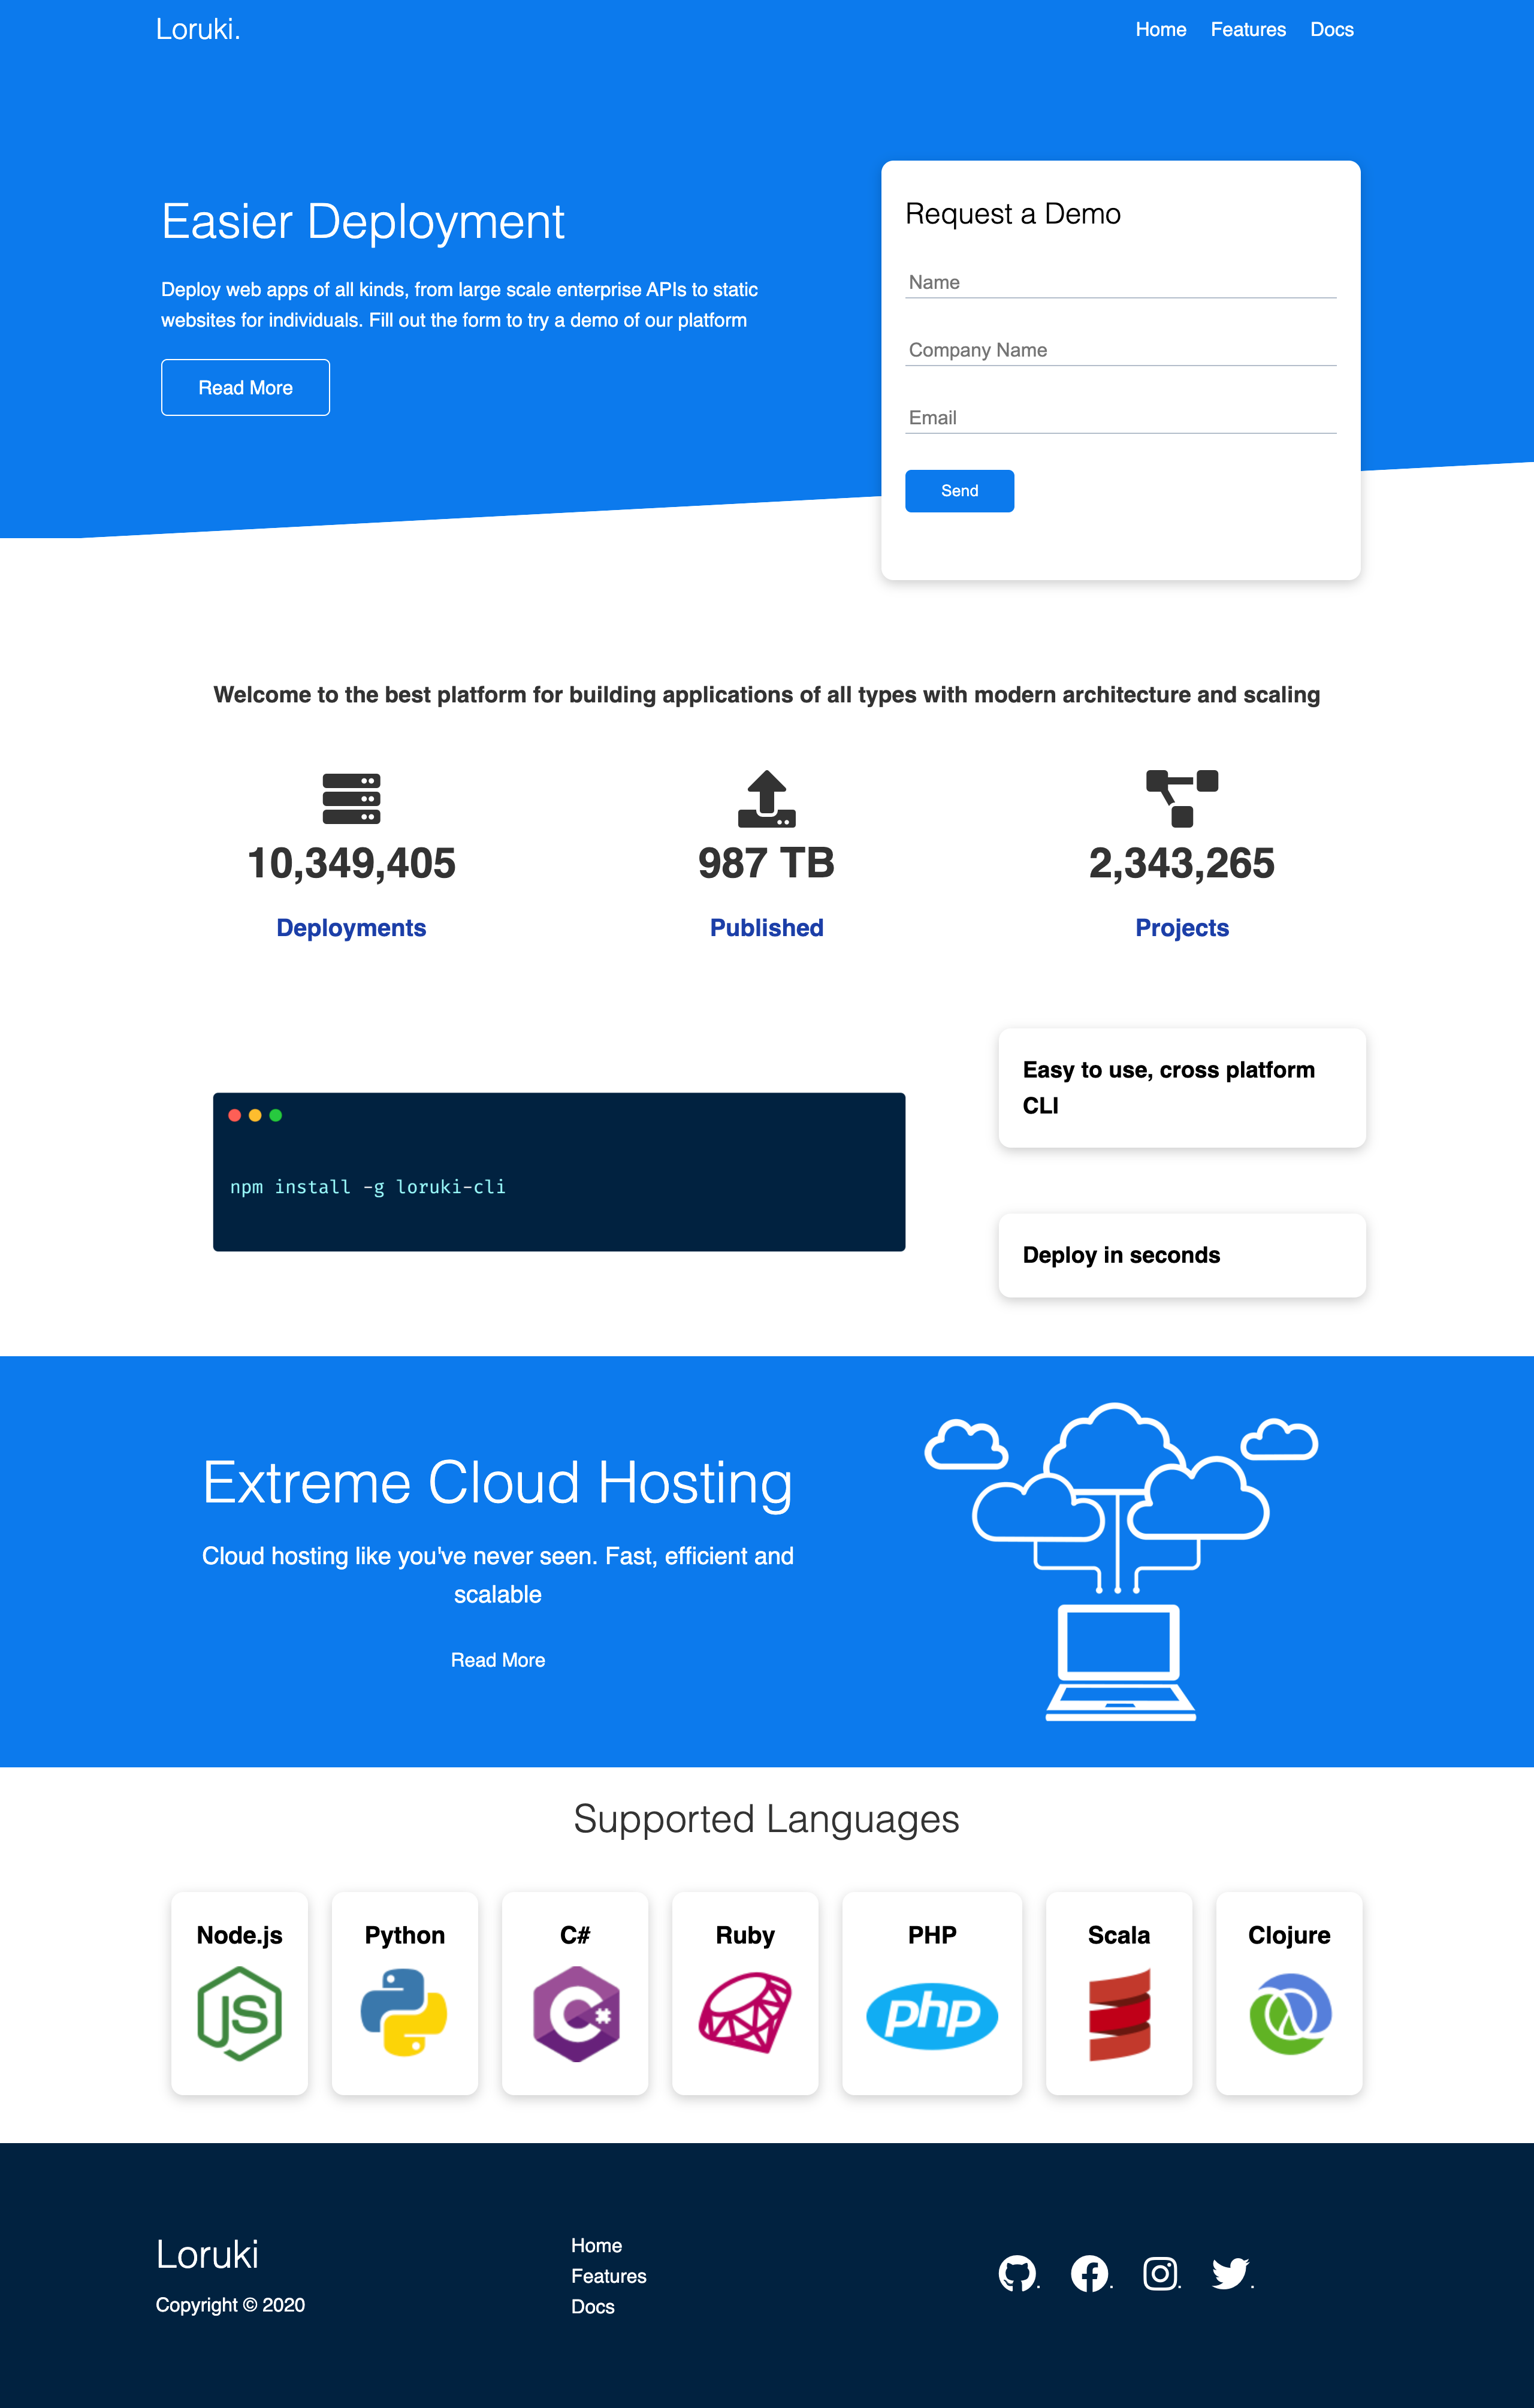 Loruki.
Home Features Docs
Easier Deployment
Deploy web apps of all kinds, from large scale enterprise APIs to static
websites for individuals. Fill out the form to try a demo of our platform
Read More
Request a Demo
Name
Company Name
Email
Send
Welcome to the best platform for building applications of all types with modern architecture and scaling
10,349,405
Deployments
987 TB
Published
2,343,265
Projects
npm install -g loruki-cli
Easy to use, cross platform
CLI
Deploy in seconds
Extreme Cloud Hosting
Cloud hosting like you've never seen. Fast, efficient and
scalable
Read More
Supported Languages
Node.js
JS
Python
C#
C#
Ruby
PHP
php
Scala
Clojure
Loruki
Copyright © 2020
Home
Features
Docs
. . . .